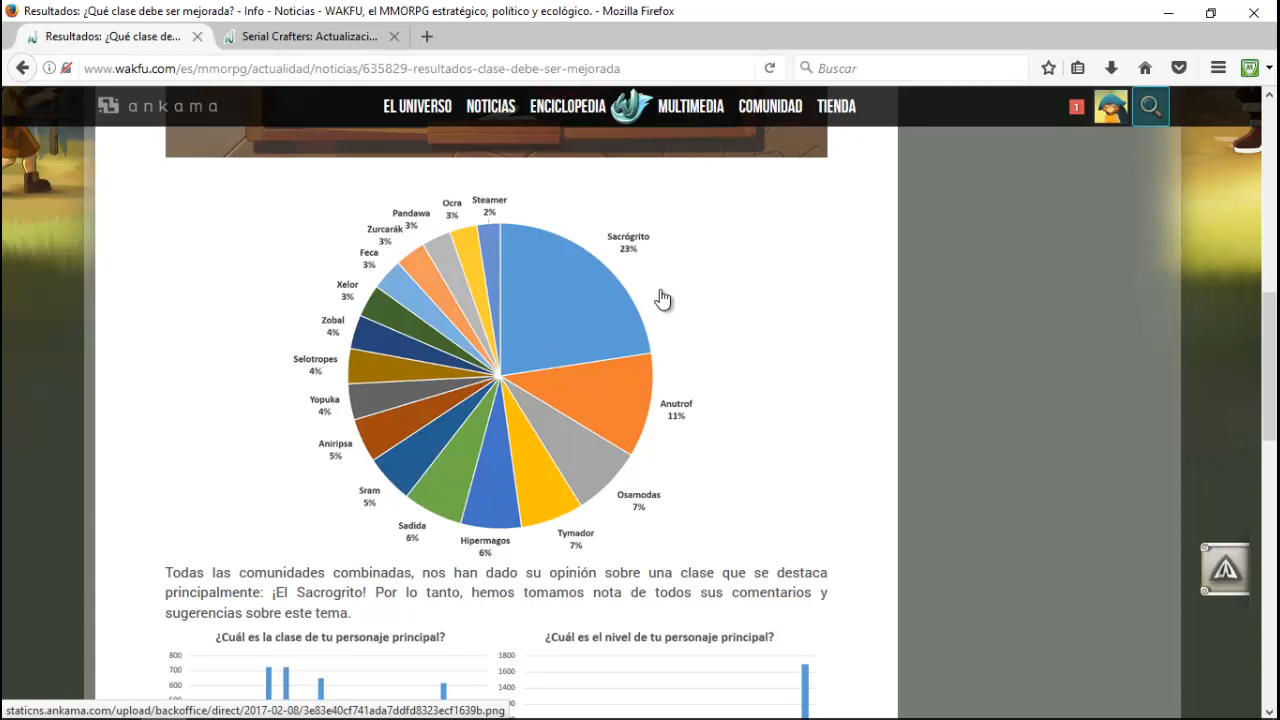 Resultados: ¿Qué clase debe ser mejorada? - Info - Noticias - WAKFU, el MMORPG estratégico, político y ecológico. - Mozilla Firefox
Resultados: ¿Qué clase de...
Serial Crafters: Actualizaci...
www.wakfu.com/es/mmorpg/actualidad/noticias/635829-resultados-clase-debe-ser-mejorada
Buscar
ankama
EL UNIVERSO NOTICIAS ENCICLOPEDIA MULTIMEDIA COMUNIDAD TIENDA
1
Steamer
2%
Ocra
3%
Pandawa
3%
Zurcarák
3%
Feca
3%
Xelor
3%
Zobal
4%
Selotropes
4%
Yopuka
4%
Aniripsa
5%
Sram
5%
Sadida
6%
Hipermagos
6%
Tymador
7%
Osamodas
7%
Anutrof
11%
Sacrógrito
23%
Todas las comunidades combinadas, nos han dado su opinión sobre una clase que se destaca
principalmente: ¡El Sacrogrito! Por lo tanto, hemos tomamos nota de todos sus comentarios y
sugerencias sobre este tema.
¿Cuál es la clase de tu personaje principal?
800
700
600
¿Cuál es el nivel de tu personaje principal?
1800
1600
1400
staticns.ankama.com/upload/backoffice/direct/2017-02-08/3e83e40cf741ada7ddfd8323ecf1639b.png